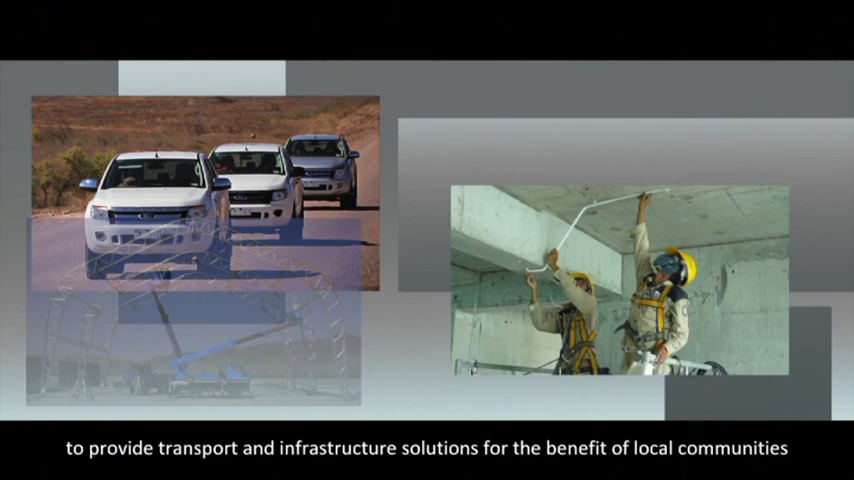 to provide transport and infrastructure solutions for the benefit of local communities